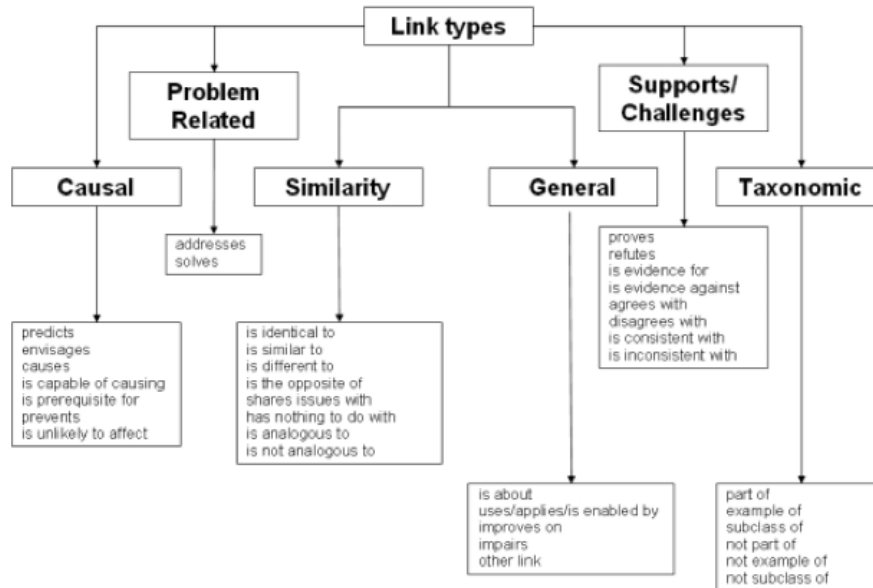 Link types
Problem
Related
Supports/
Challenges
Causal
Similarity
General
Taxonomic
addresses
solves
proves
refutes
is evidence for
is evidence against
agrees with
disagrees with
is consistent with
is inconsistent with
predicts
envisages
causes
is capable of causing
is prerequisite for
prevents
is unlikely to affect
is identical to
is similar to
is different to
is the opposite of
shares issues with
has nothing to do with
is analogous to
is not analogous to
is about
uses/applies/is enabled by
improves on
impairs
other link
part of
example of
subclass of
not part of
not example of
not subclass of